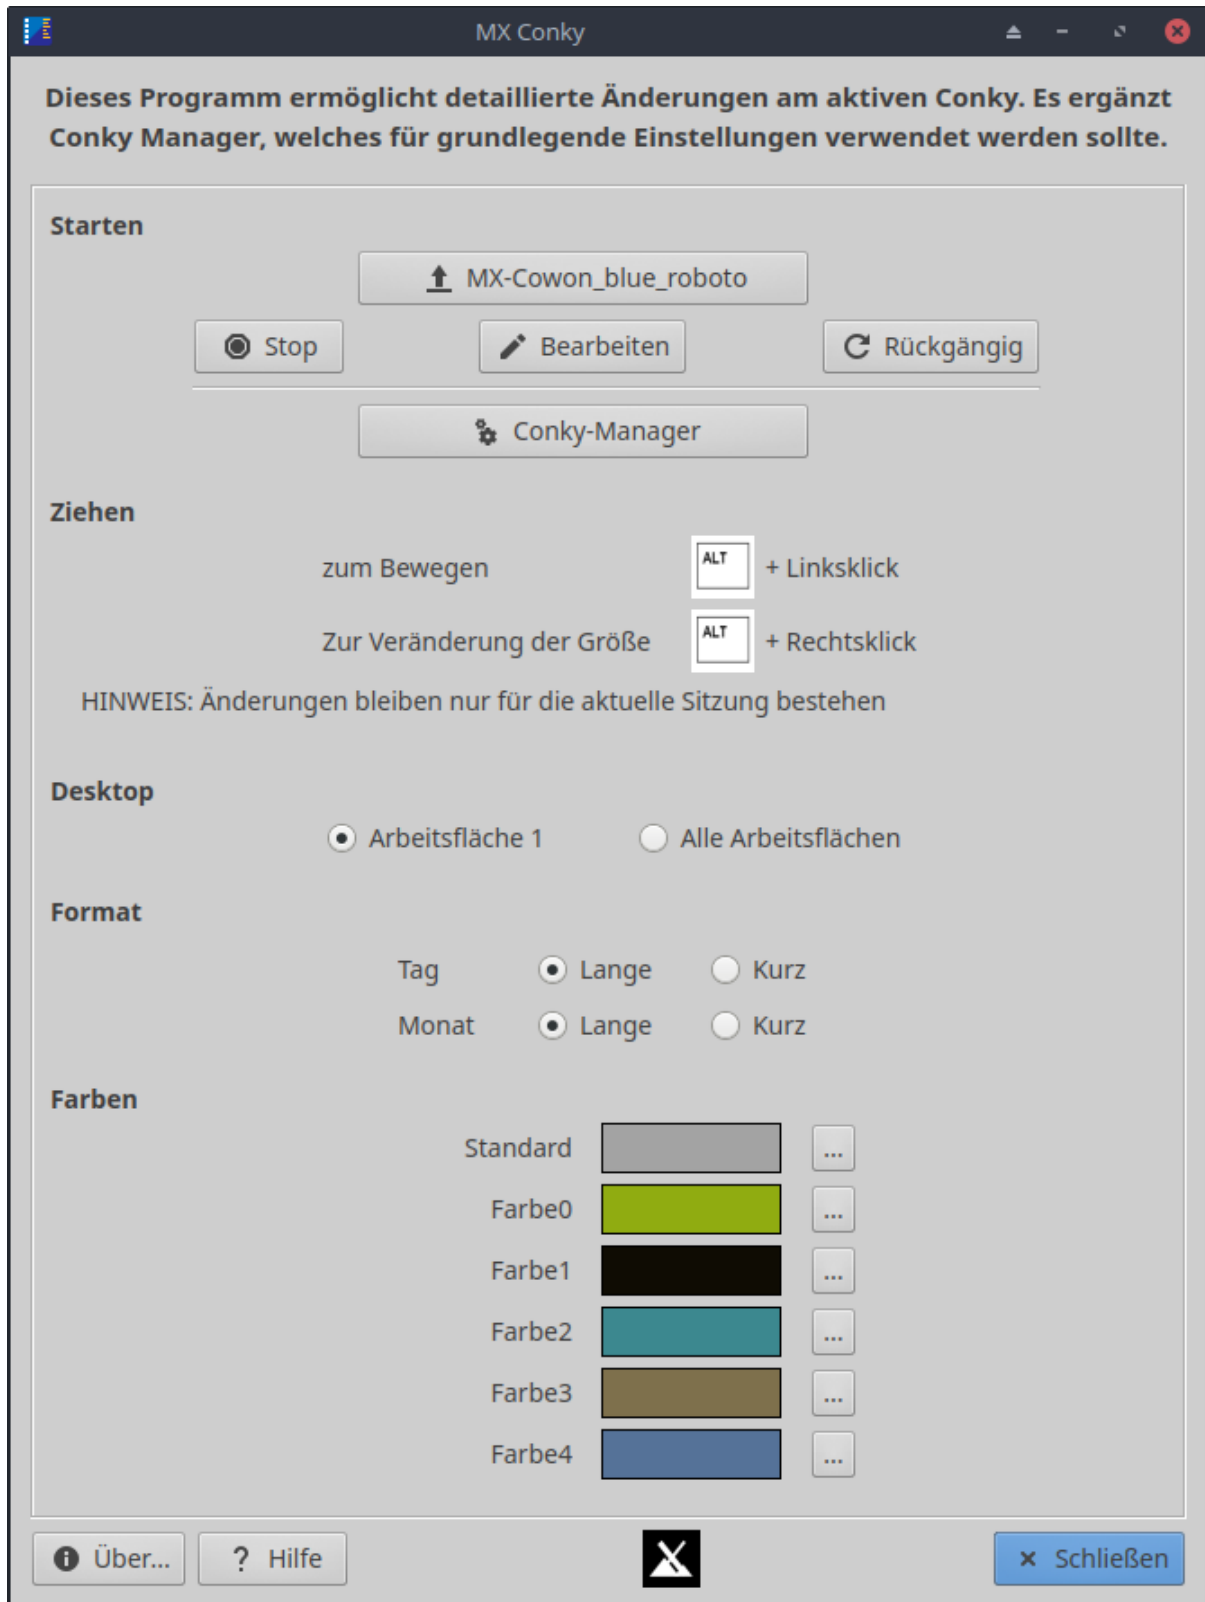 MX Conky
Dieses Programm ermöglicht detaillierte Änderungen am aktiven Conky. Es ergänzt
Conky Manager, welches für grundlegende Einstellungen verwendet werden sollte.
Starten
MX-Cowon_blue_roboto
Stop Bearbeiten Rückgängig
Conky-Manager
Ziehen
zum Bewegen ALT + Linksklick
Zur Veränderung der Größe ALT + Rechtsklick
HINWEIS: Änderungen bleiben nur für die aktuelle Sitzung bestehen
Desktop
Arbeitsfläche 1 Alle Arbeitsflächen
Format
Tag Lange Kurz
Monat Lange Kurz
Farben
Standard ...
Farbe0 ...
Farbe1 ...
Farbe2 ...
Farbe3 ...
Farbe4 ...
Über... ? Hilfe Schließen